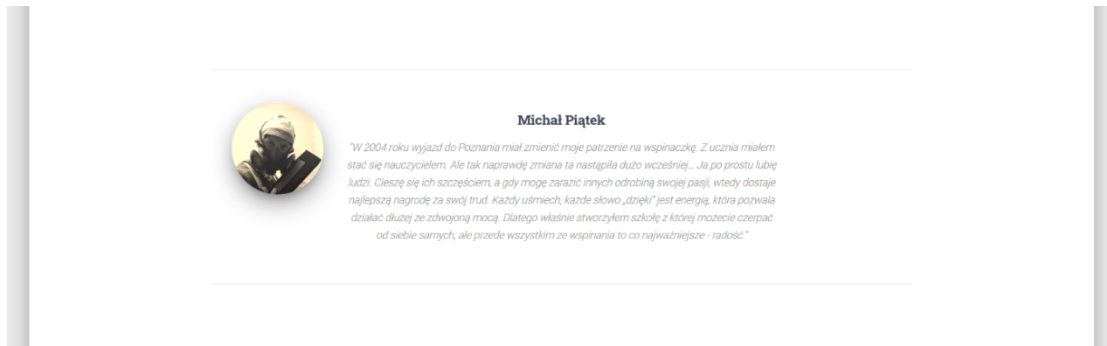 Michał Piątek
"W 2004 roku wyjazd do Poznania miał zmienić moje patrzenie na wspinaczkę. Z ucznia miałem
stać się nauczycielem. Ale tak naprawdę zmiana ta nastąpiła dużo wcześniej... Ja po prostu lubię
ludzi. Cieszę się ich szczęściem, a gdy mogę zarazić innych odrobiną swojej pasji, wtedy dostaje
najlepszą nagrodę za swój trud. Każdy uśmiech, każde słowo „dzięki" jest energią, która pozwala
działać dłużej ze zdwojoną mocą. Dlatego właśnie stworzyłem szkołę z której możecie czerpać
od siebie samych, ale przede wszystkim ze wspinania to co najważniejsze - radość."